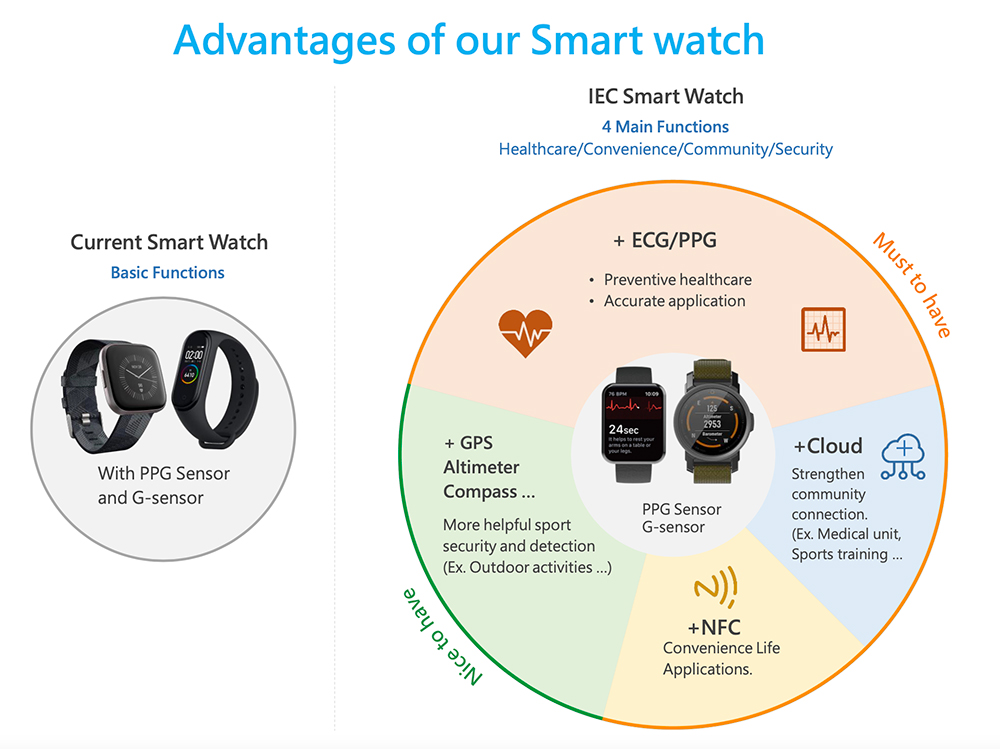 Advantages of our Smart watch
Current Smart Watch
Basic Functions
02:00
With PPG Sensor
and G-sensor
IEC Smart Watch
4 Main Functions
Healthcare/Convenience/Community/Security
+ ECG/PPG
• Preventive healthcare
• Accurate application
Must to have
+ GPS
Altimeter
Compass ...
More helpful sport
security and detection
(Ex. Outdoor activities ...)
Nice to have
76 BPM 10:09
24sec
It helps to rest your
arms on a table or
your legs.
125
Altimeter
2953
Barometer
PPG Sensor
G-sensor
+Cloud
Strengthen
community
connection.
(Ex. Medical unit,
Sports training ...
+NFC
Convenience Life
Applications.